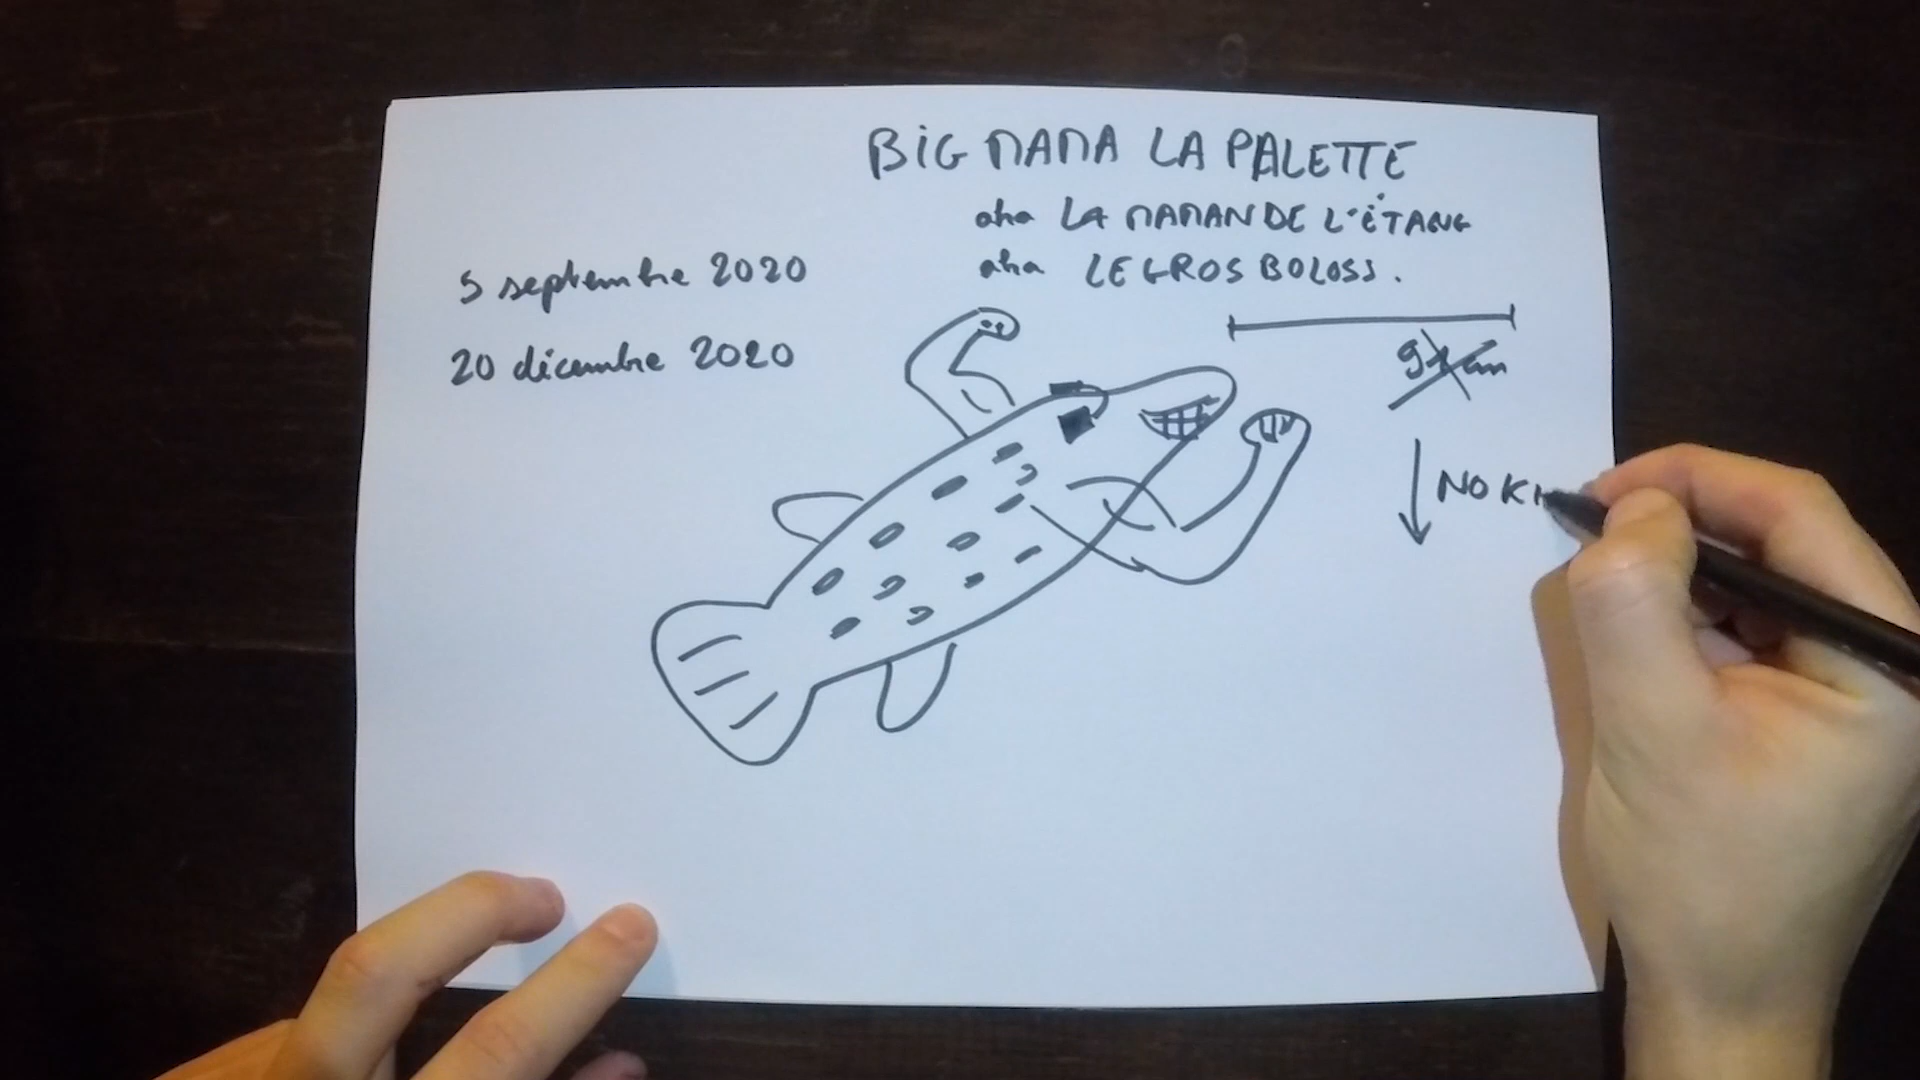 BIG MAMA LA PALETTE
aka LA MAMAN DE L'ÉTANG
aka LE GROS BOLOSS.
5 septembre 2020
20 décembre 2020
NO KI